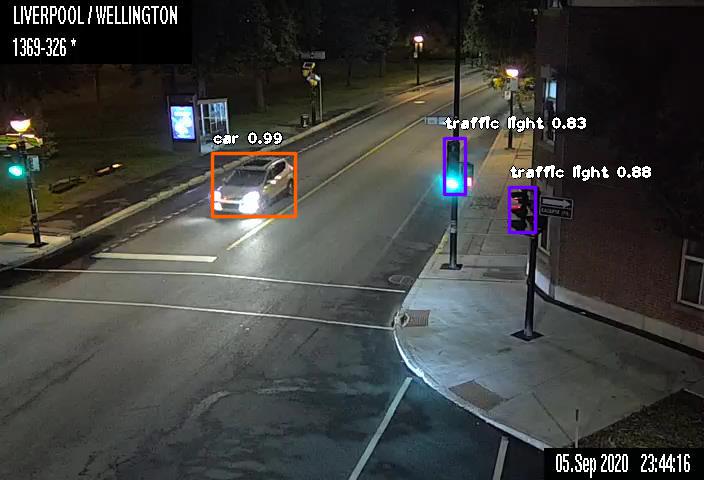 LIVERPOOL / WELLINGTON
1369-326 *
traffic light 0.83
car 0.99
traffic light 0.88
05.Sep 2020 23:44:16